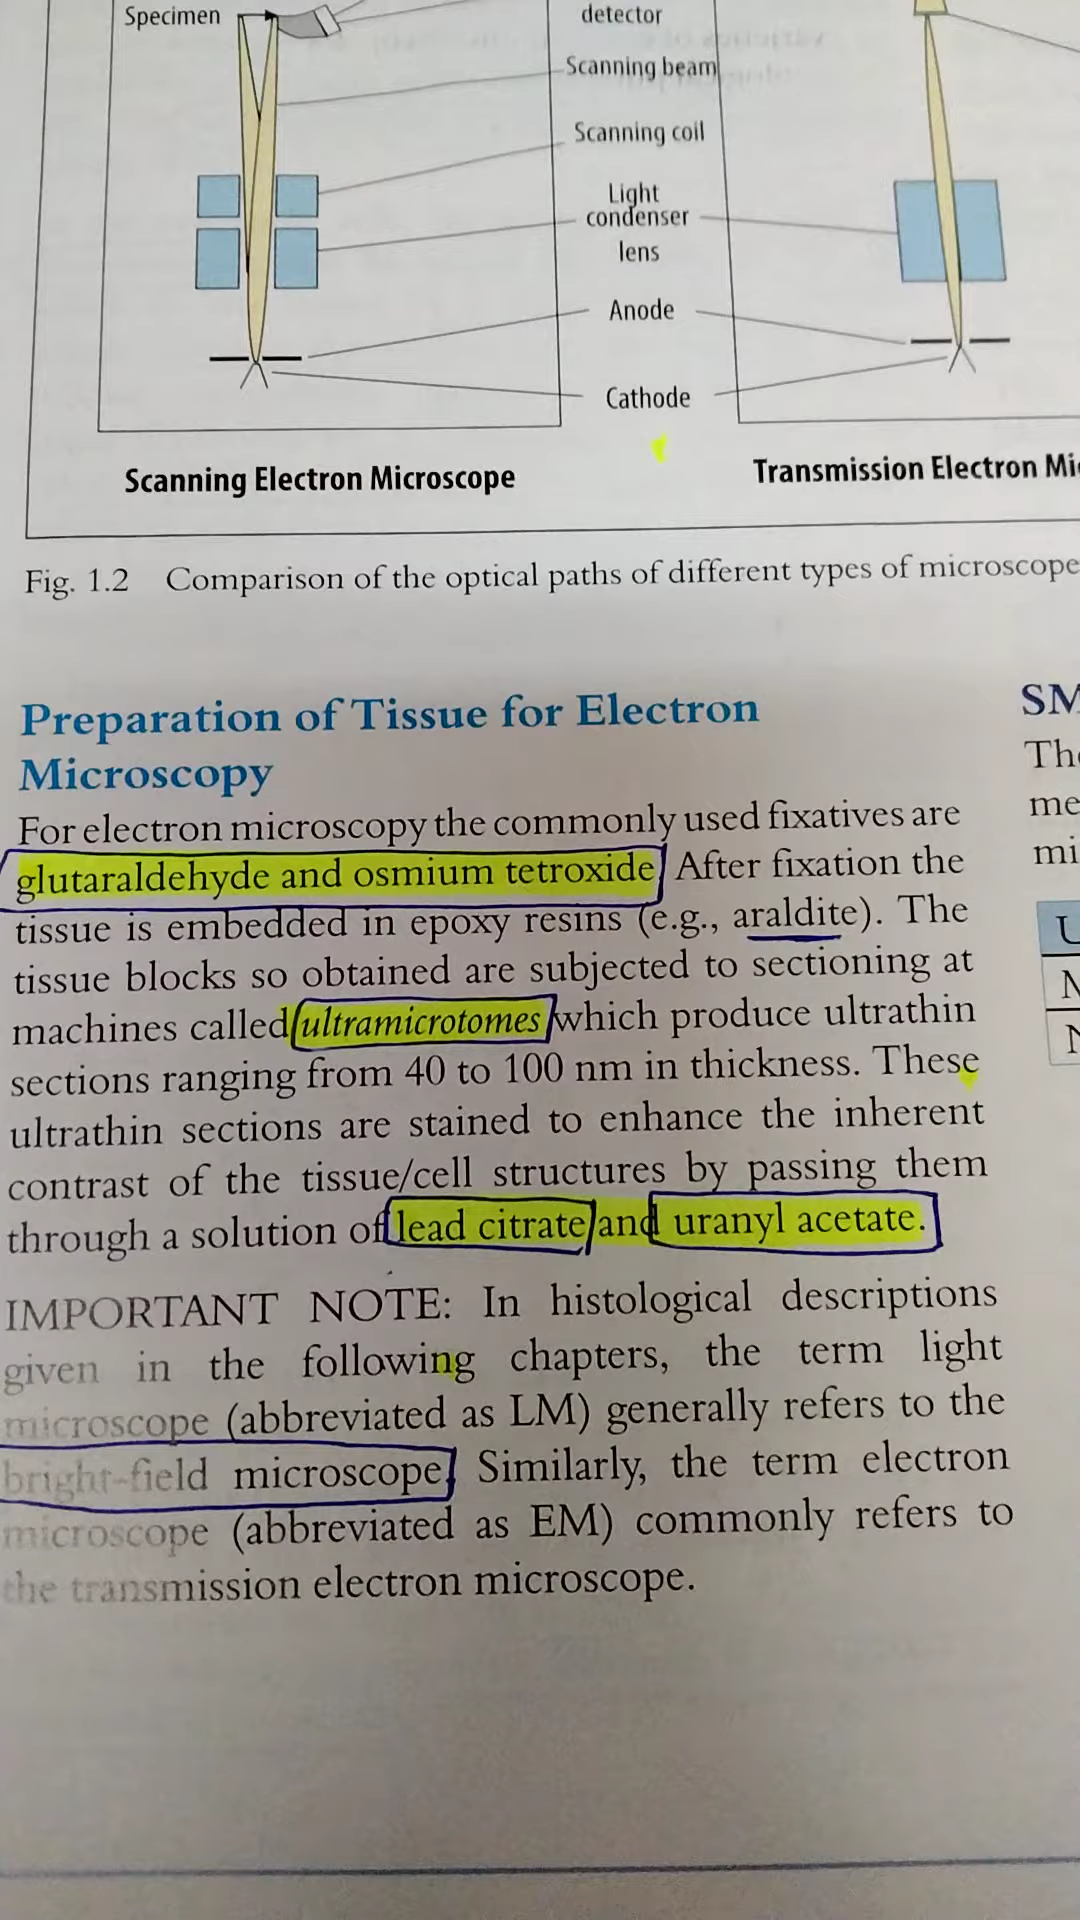 Specimen
detector
Scanning beam
Scanning coil
Light
condenser
lens
Anode
Cathode
Scanning Electron Microscope
Transmission Electron Mi
Fig. 1.2 Comparison of the optical paths of different types of microscope
Preparation of Tissue for Electron
Microscopy
For electron microscopy the commonly used fixatives are
glutaraldehyde and osmium tetroxide. After fixation the
tissue is embedded in epoxy resins (e.g., araldite). The
tissue blocks so obtained are subjected to sectioning at
machines called ultramicrotomes which produce ultrathin
sections ranging from 40 to 100 nm in thickness. These
ultrathin sections are stained to enhance the inherent
contrast of the tissue/cell structures by passing them
through a solution of lead citrate and uranyl acetate.
IMPORTANT NOTE: In histological descriptions
given in the following chapters, the term light
microscope (abbreviated as LM) generally refers to the
bright-field microscope. Similarly, the term electron
microscope (abbreviated as EM) commonly refers to
the transmission electron microscope.
SM
The
me
mi